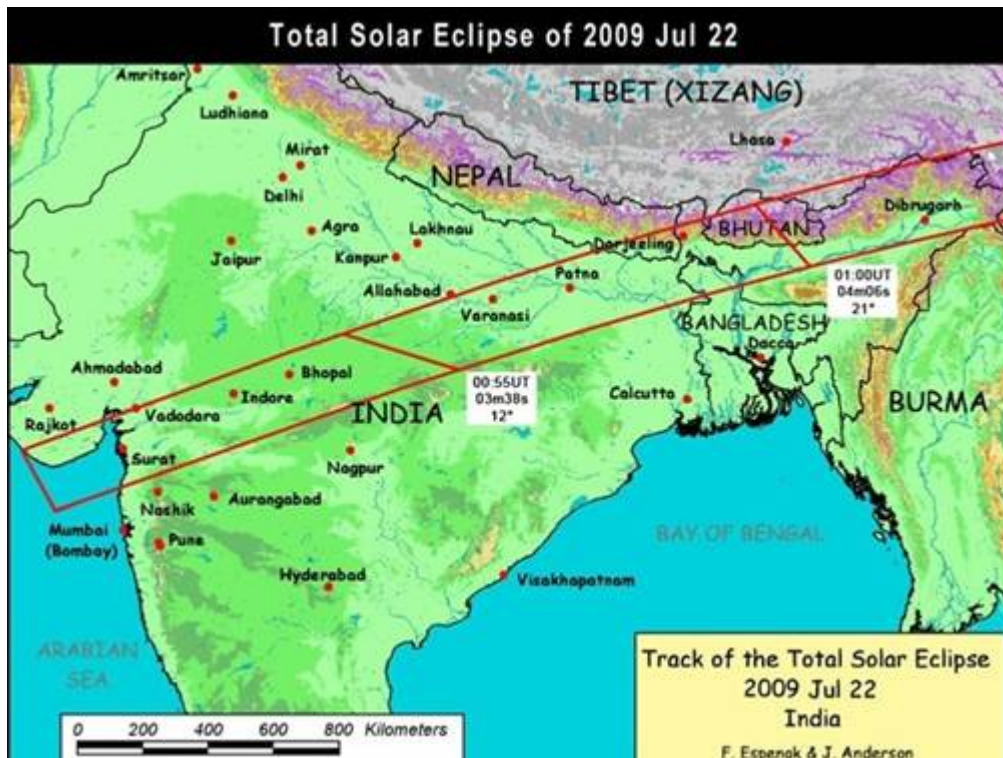 Total Solar Eclipse of 2009 Jul 22
Amritsar
TIBET (XIZANG)
Ludhiana
Lhasa
Mirat
NEPAL
Delhi
Dibrugarh
Agra
BHUTAN
Lakhnau
Darjeeling
Jaipur
Kanpur
Patna
01:00UT
04m06s
21°
Allahabad
Varanasi
BANGLADESH
Dacca
Ahmadabad
Bhopal
00:55UT
03m38s
12°
Indore
Calcutta
BURMA
Rajkot
Vadodara
INDIA
Surat
Nagpur
Nashik
Aurangabad
Mumbai
(Bombay)
Pune
BAY OF BENGAL
Hyderabad
Visakhapatnam
ARABIAN
SEA
Track of the Total Solar Eclipse
2009 Jul 22
India
F. Espenak & J. Anderson
0 200 400 600 800 Kilometers